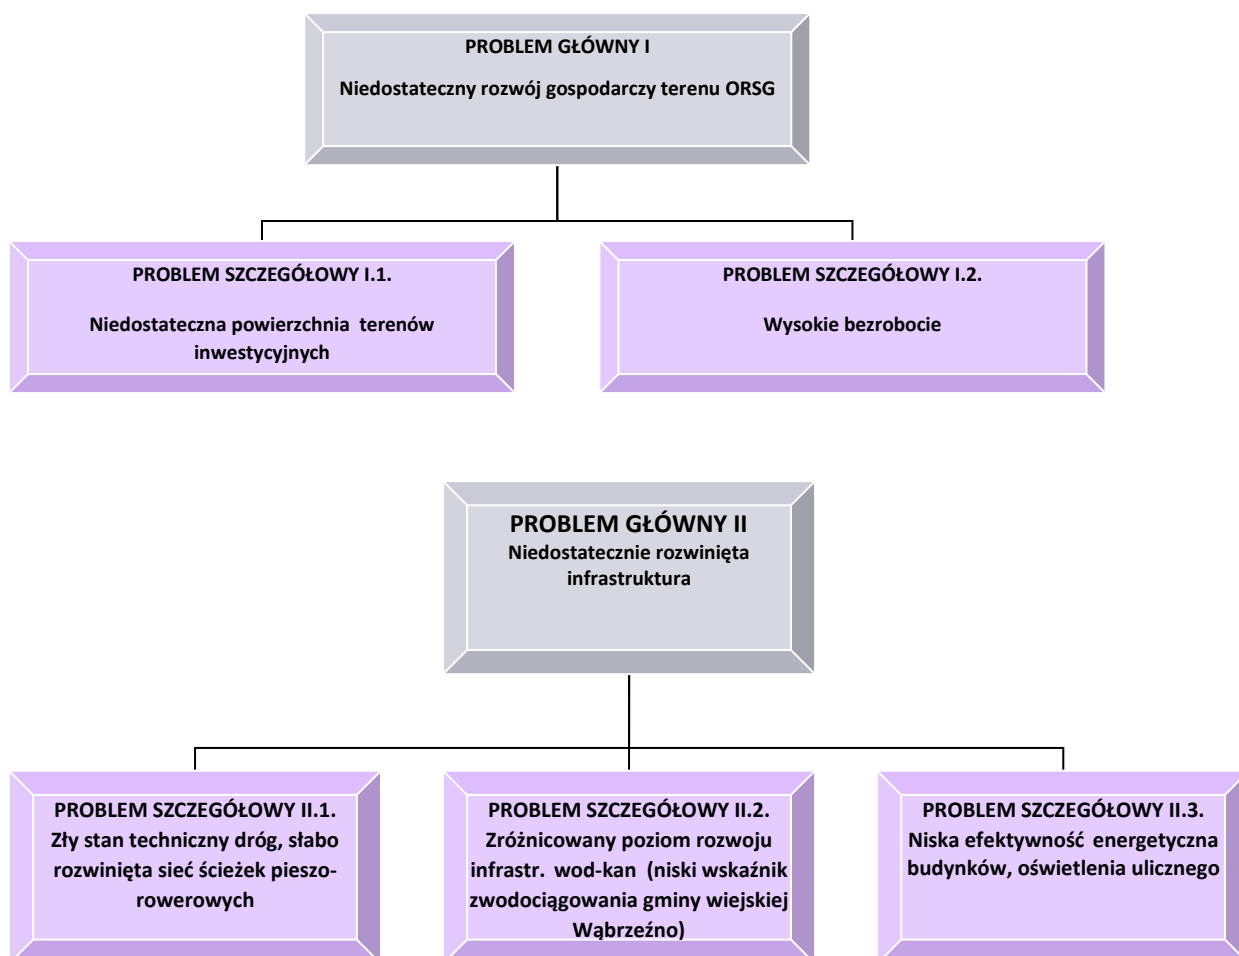 PROBLEM GŁÓWNY I
Niedostateczny rozwój gospodarczy terenu ORSG
PROBLEM SZCZEGÓŁOWY I.1.
Niedostateczna powierzchnia terenów
inwestycyjnych
PROBLEM SZCZEGÓŁOWY I.2.
Wysokie bezrobocie
PROBLEM GŁÓWNY II
Niedostatecznie rozwinięta
infrastruktura
PROBLEM SZCZEGÓŁOWY II.1.
Zły stan techniczny dróg, słabo
rozwinięta sieć ścieżek pieszo-
rowerowych
PROBLEM SZCZEGÓŁOWY II.2.
Zróżnicowany poziom rozwoju
infrastr. wod-kan (niski wskaźnik
zwodociągowania gminy wiejskiej
Wąbrzeźno)
PROBLEM SZCZEGÓŁOWY II.3.
Niska efektywność energetyczna
budynków, oświetlenia ulicznego